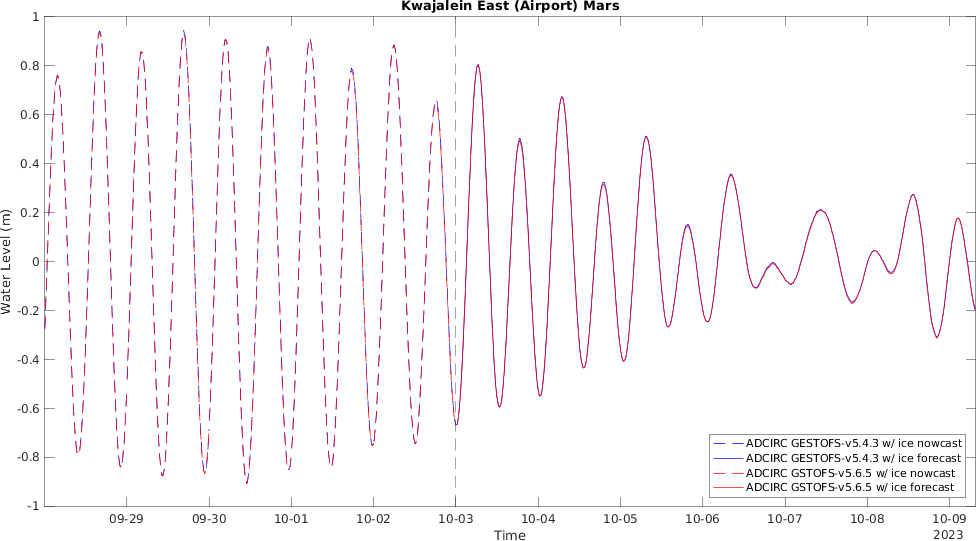 Kwajalein East (Airport) Mars
1
0.8
0.6
0.4
0.2
0
-0.2
-0.4
-0.6
-0.8
-1
Water Level (m)
09-29 09-30 10-01 10-02 10-03 10-04 10-05 10-06 10-07 10-08 10-09
2023
Time
ADCIRC GESTOFS-v5.4.3 w/ ice nowcast
ADCIRC GESTOFS-v5.4.3 w/ ice forecast
ADCIRC GSTOFS-v5.6.5 w/ ice nowcast
ADCIRC GSTOFS-v5.6.5 w/ ice forecast